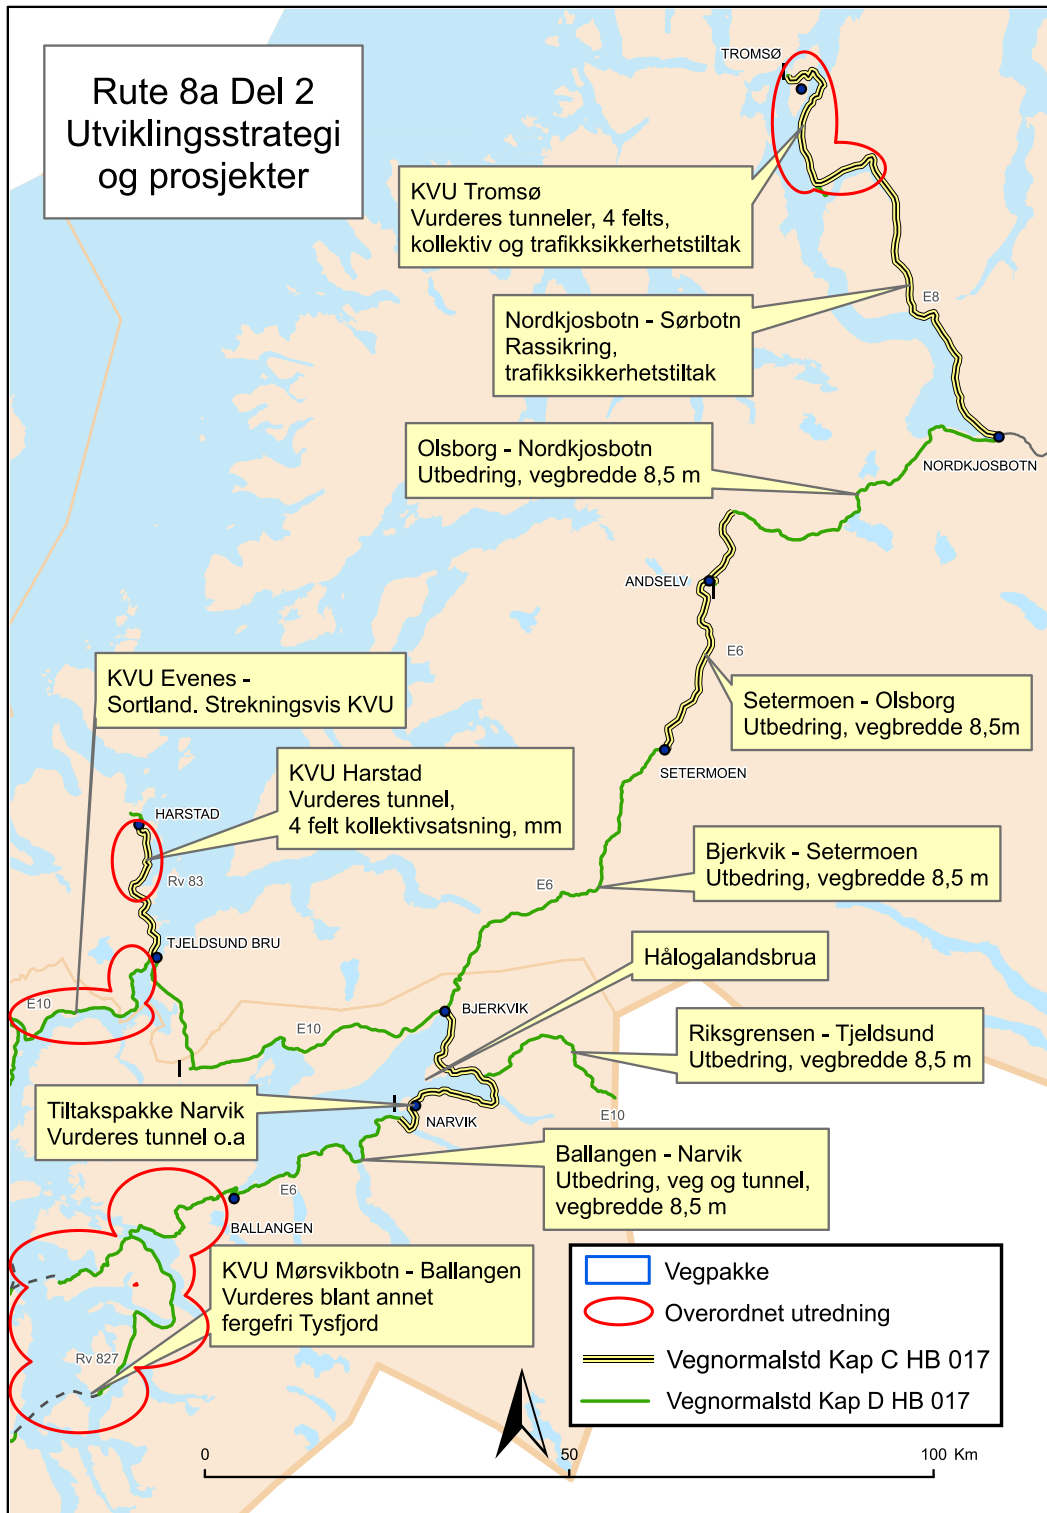 Rute 8a Del 2
Utviklingsstrategi
og prosjekter
TROMSØ
KVU Tromsø
Vurderes tunneler, 4 felts,
kollektiv og trafikksikkerhetstiltak
E8
Nordkjosbotn - Sørbotn
Rassikring,
trafikksikkerhetstiltak
Olsborg - Nordkjosbotn
Utbedring, vegbredde 8,5 m
NORDKJOSBOTN
ANDSELV
E6
KVU Evenes -
Sortland. Strekningsvis KVU
Setermoen - Olsborg
Utbedring, vegbredde 8,5m
SETERMOEN
KVU Harstad
Vurderes tunnel,
4 felt kollektivsatsning, mm
HARSTAD
Rv 83
Bjerkvik - Setermoen
Utbedring, vegbredde 8,5 m
E6
TJELDSUND BRU
Hålogalandsbrua
E10
BJERKVIK
E10
Riksgrensen - Tjeldsund
Utbedring, vegbredde 8,5 m
Tiltakspakke Narvik
Vurderes tunnel o.a
NARVIK
E10
Ballangen - Narvik
Utbedring, veg og tunnel,
vegbredde 8,5 m
E6
BALLANGEN
KVU Mørsvikbotn - Ballangen
Vurderes blant annet
fergefri Tysfjord
Rv 827
Vegpakke
Overordnet utredning
Vegnormalstd Kap C HB 017
Vegnormalstd Kap D HB 017
0 50 100 Km